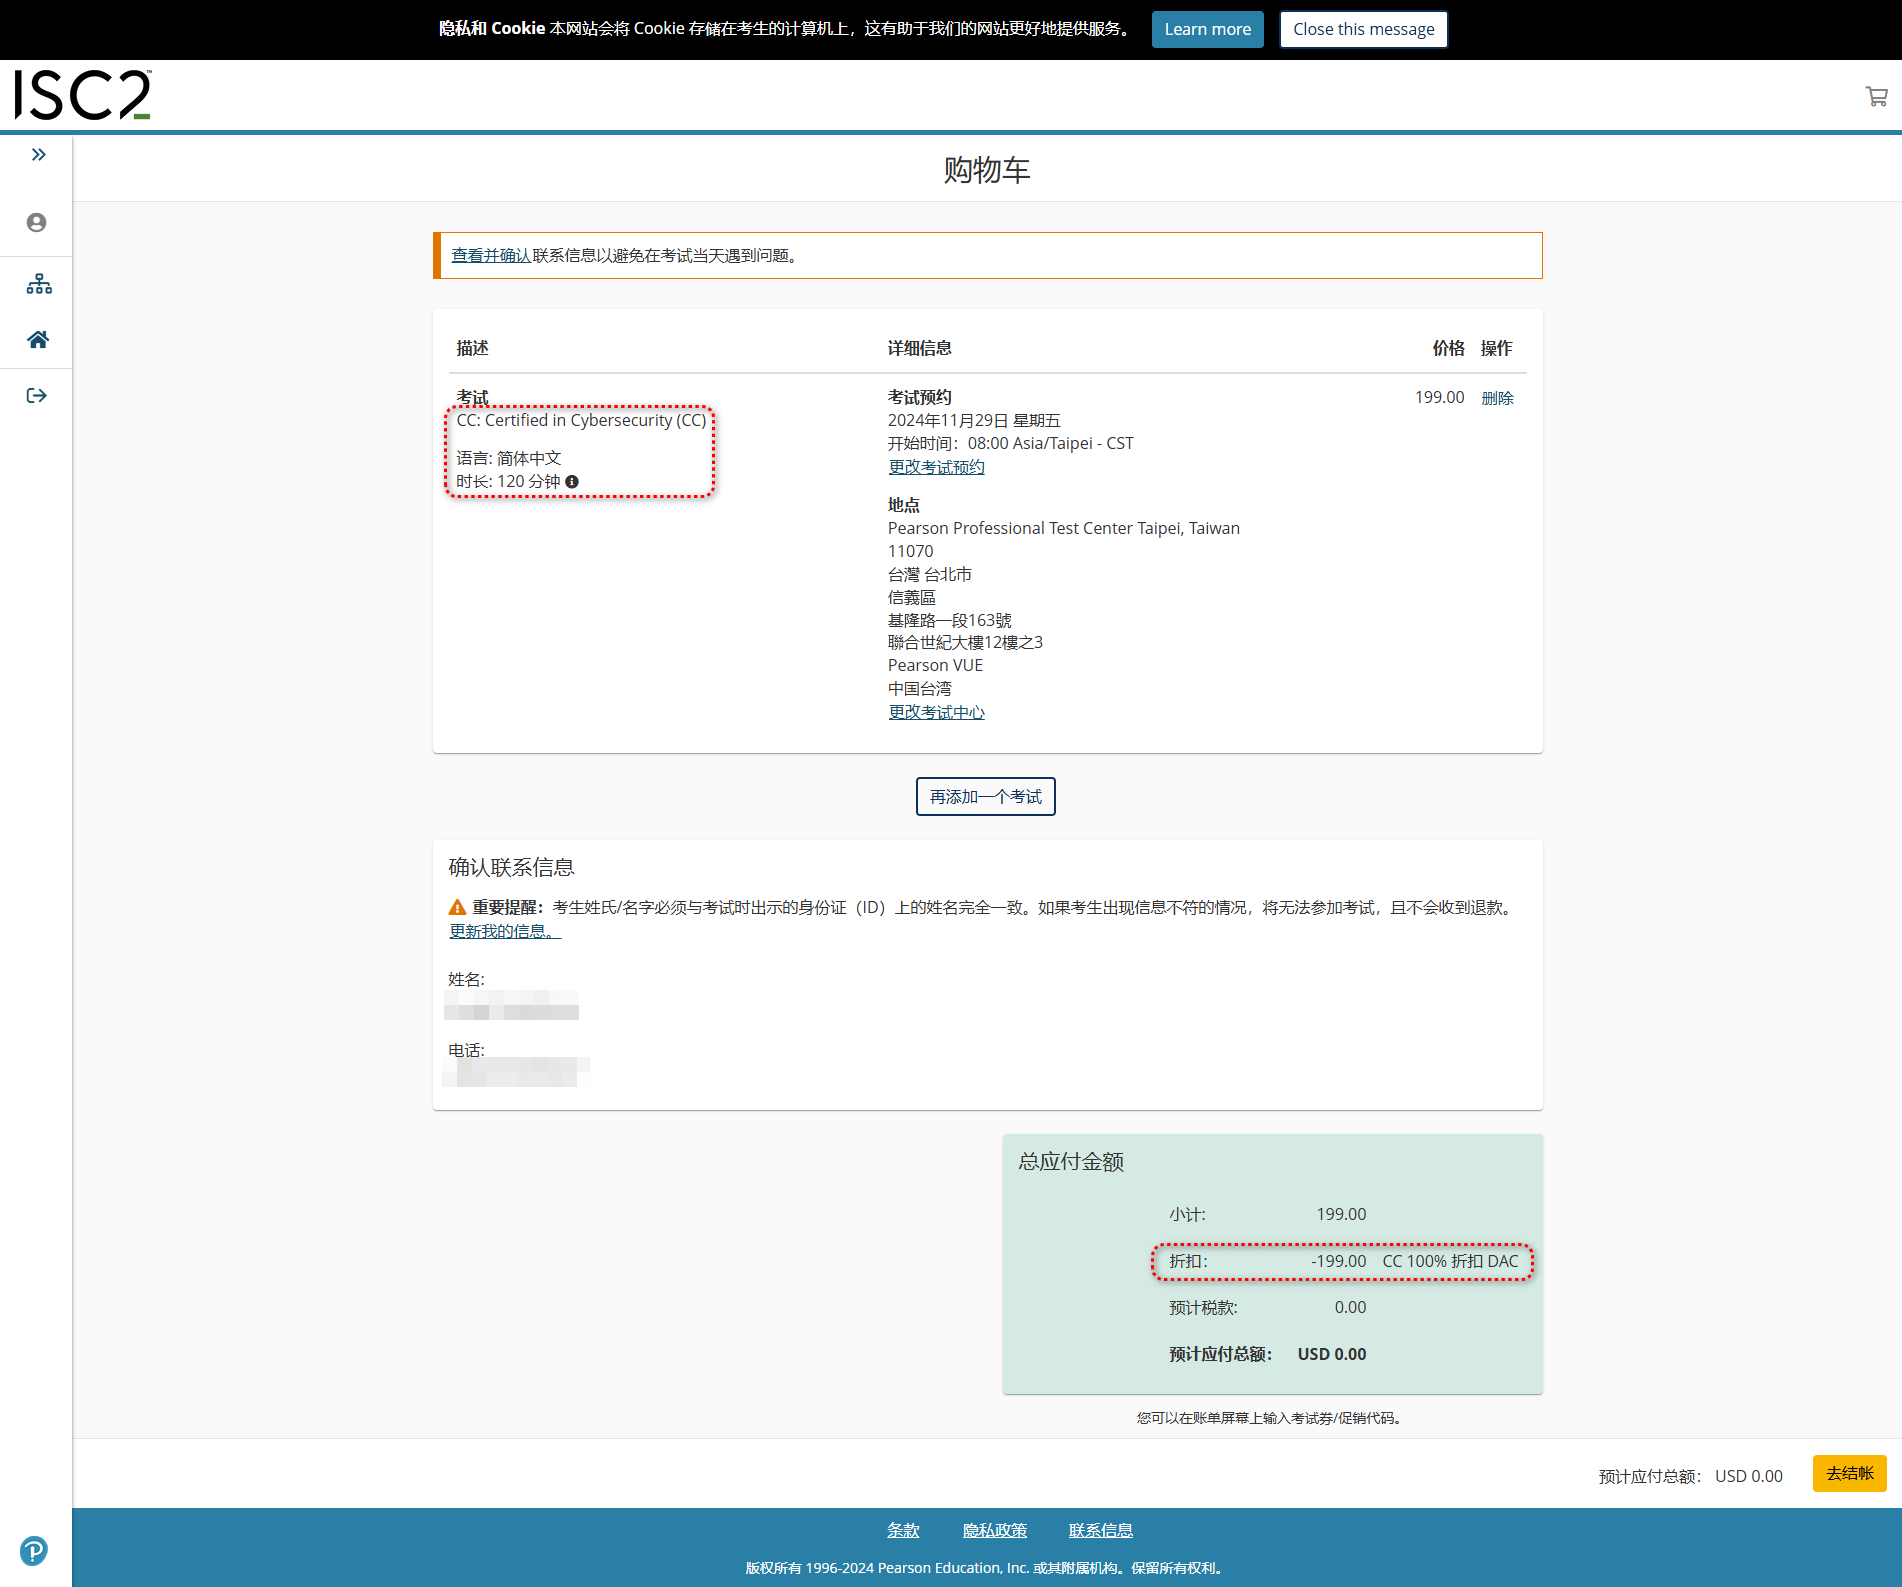 隐私和 Cookie 本网站会将 Cookie 存储在考生的计算机上，这有助于我们的网站更好地提供服务。 Learn more Close this message
ISC2™
购物车
查看并确认联系信息以避免在考试当天遇到问题。
描述 详细信息 价格 操作
考试
CC: Certified in Cybersecurity (CC)
语言: 简体中文
时长: 120 分钟
考试预约
2024年11月29日 星期五
开始时间：08:00 Asia/Taipei - CST
更改考试预约
地点
Pearson Professional Test Center Taipei, Taiwan
11070
台灣 台北市
信義區
基隆路一段163號
聯合世紀大樓12樓之3
Pearson VUE
中国台湾
更改考试中心
199.00 删除
再添加一个考试
确认联系信息
重要提醒：考生姓氏/名字必须与考试时出示的身份证（ID）上的姓名完全一致。如果考生出现信息不符的情况，将无法参加考试，且不会收到退款。
更新我的信息。
姓名:
电话:
总应付金额
小计: 199.00
折扣: -199.00 CC 100% 折扣 DAC
预计税款: 0.00
预计应付总额： USD 0.00
您可以在账单屏幕上输入考试券/促销代码。
预计应付总额： USD 0.00 去结帐
条款 隐私政策 联系信息
版权所有 1996-2024 Pearson Education, Inc. 或其附属机构。保留所有权利。